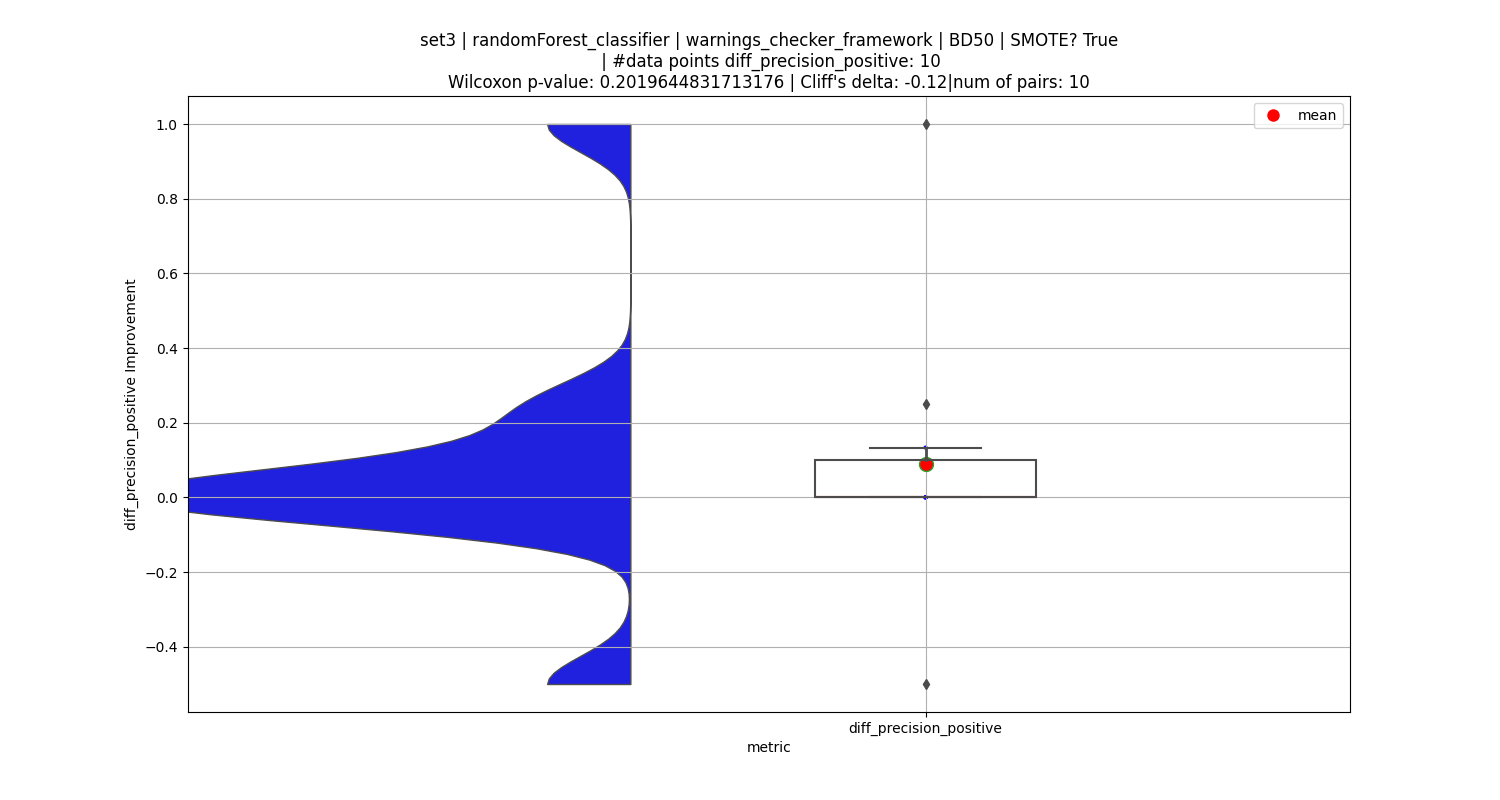 set3 | randomForest_classifier | warnings_checker_framework | BD50 | SMOTE? True
| #data points diff_precision_positive: 10
Wilcoxon p-value: 0.2019644831713176 | Cliff's delta: -0.12|num of pairs: 10
mean
1.0
0.8
0.6
0.4
0.2
0.0
−0.2
−0.4
diff_precision_positive Improvement
diff_precision_positive
metric